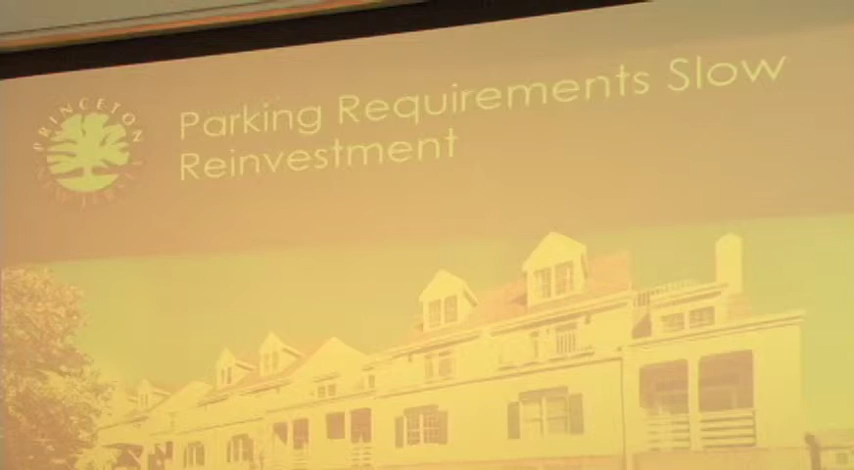 PRINCETON
NEW JERSEY
Parking Requirements Slow
Reinvestment